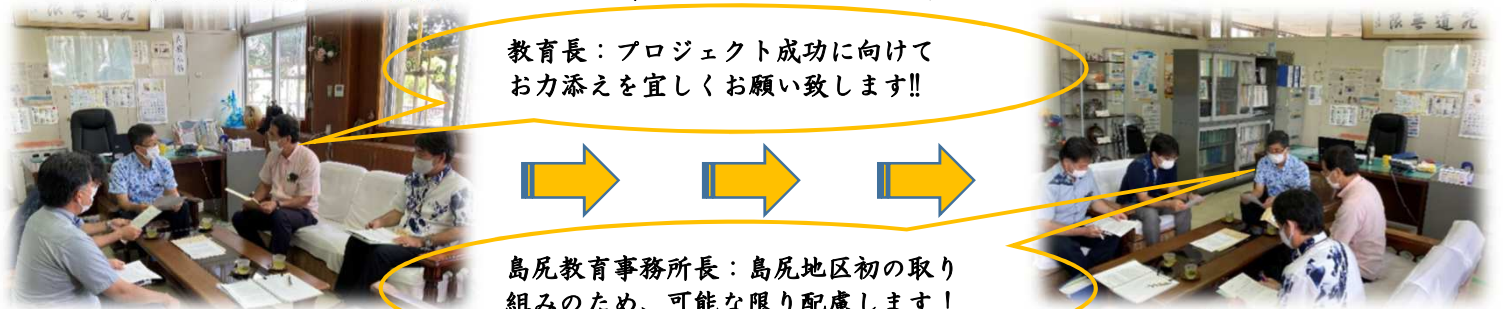 教育長：プロジェクト成功に向けて
お力添えを宜しくお願い致します!!
島尻教育事務所長：島尻地区初の取り
組みのため、可能な限り配慮します！